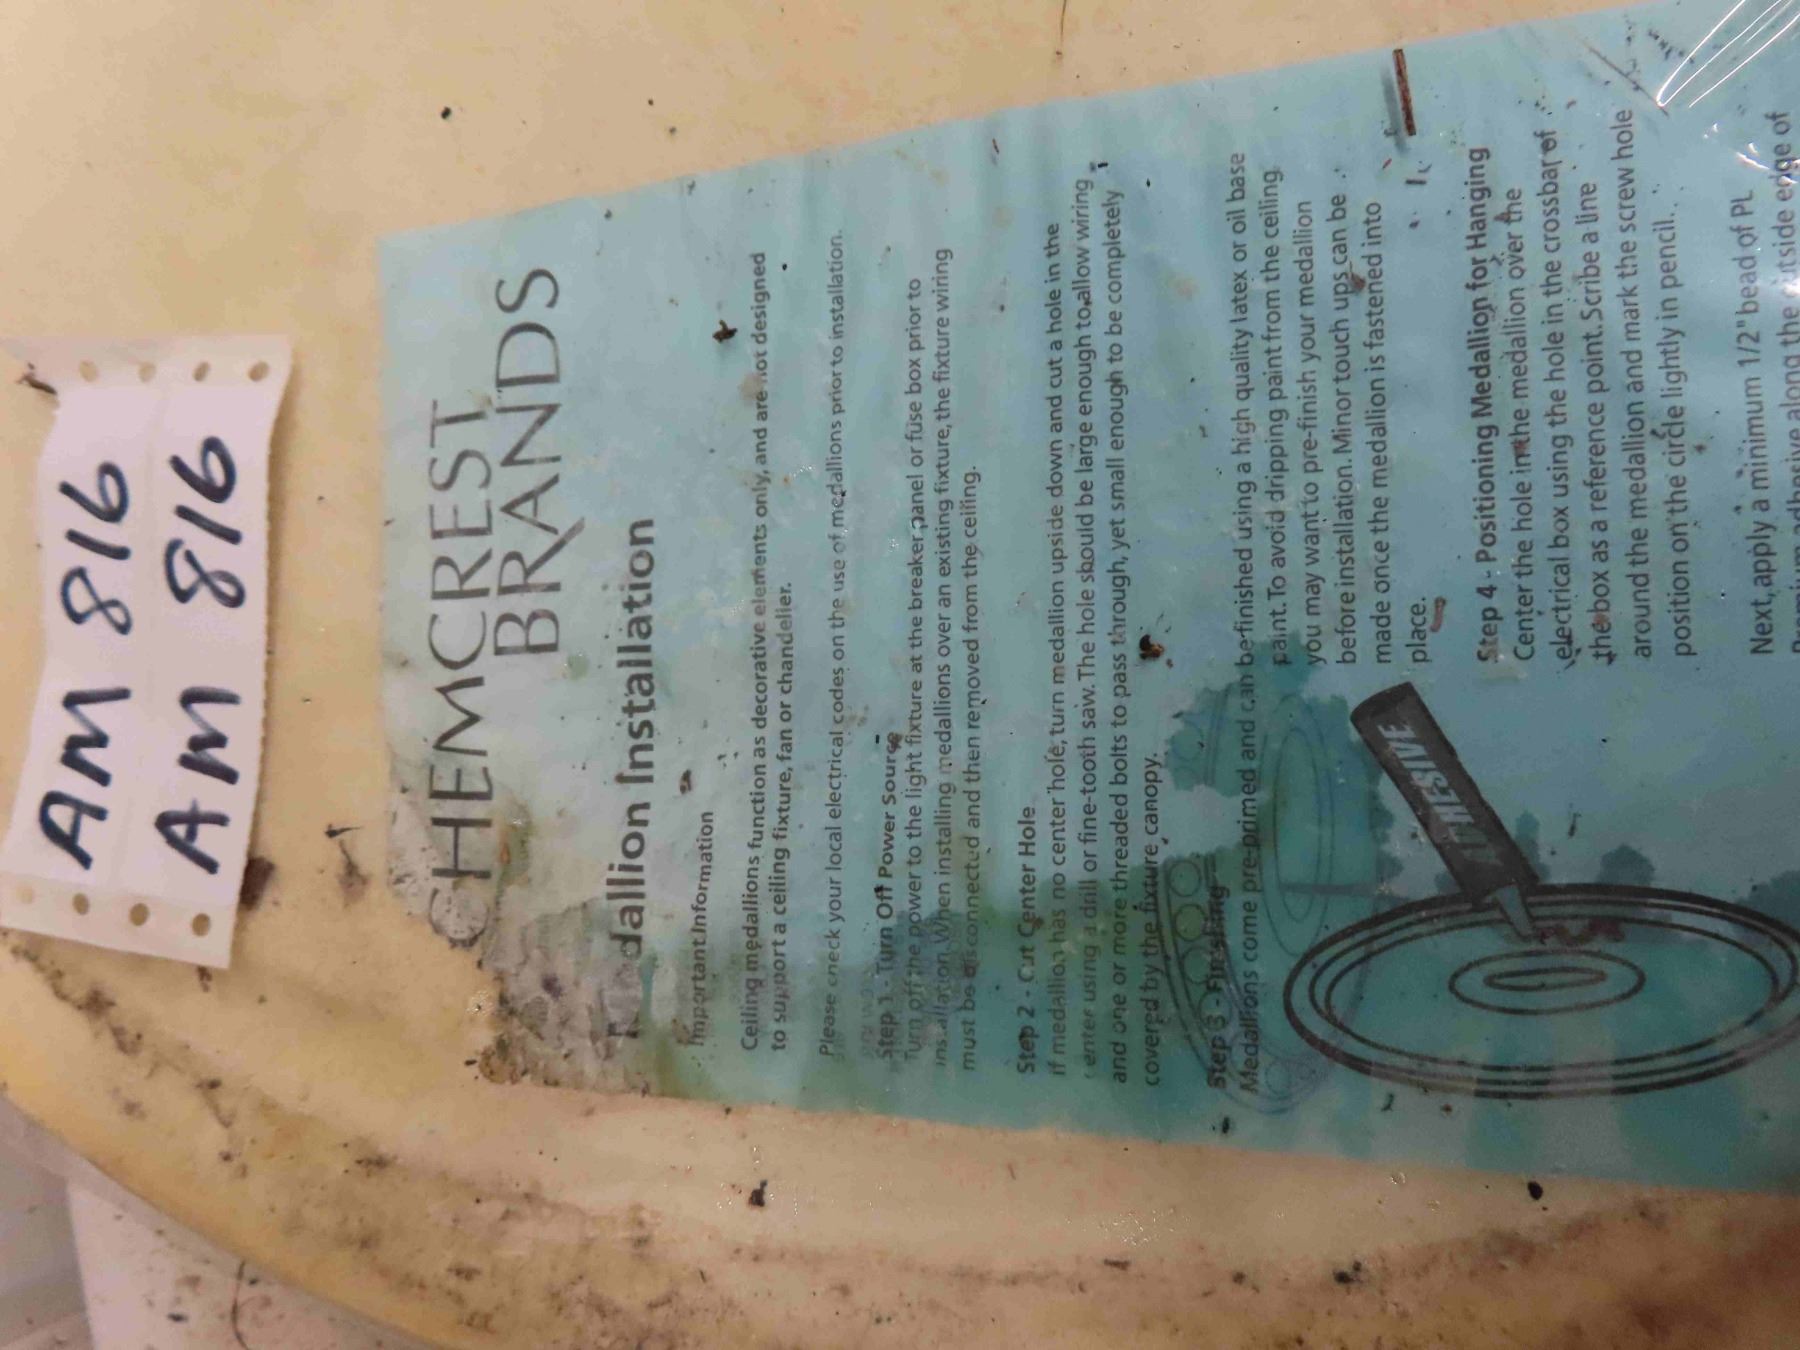 AM 816
AM 816
CHEMCREST
BRANDS
Medallion Installation
Important Information
Ceiling medallions function as decorative elements only, and are not designed
to support a ceiling fixture, fan or chandelier.
Please check your local electrical codes on the use of medallions prior to installation.
Step 1 - Turn Off Power Source
Turn off the power to the light fixture at the breaker panel or fuse box prior to
installation. When installing medallions over an existing fixture, the fixture wiring
must be disconnected and then removed from the ceiling.
Step 2 - Cut Center Hole
If medallion has no center hole, turn medallion upside down and cut a hole in the
center using a drill or fine-tooth saw. The hole should be large enough to allow wiring
and one or more threaded bolts to pass through, yet small enough to be completely
covered by the fixture canopy.
Step 3 - Finishing
Medallions come pre-primed and can be finished using a high quality latex or oil base
paint. To avoid dripping paint from the ceiling,
you may want to pre-finish your medallion
before installation. Minor touch ups can be
made once the medallion is fastened into
place.
ADHESIVE
Step 4 - Positioning Medallion for Hanging
Center the hole in the medallion over the
electrical box using the hole in the crossbar of
the box as a reference point. Scribe a line
around the medallion and mark the screw hole
position on the circle lightly in pencil.
Next, apply a minimum 1/2" bead of PL
Premium adhesive along the outside edge of